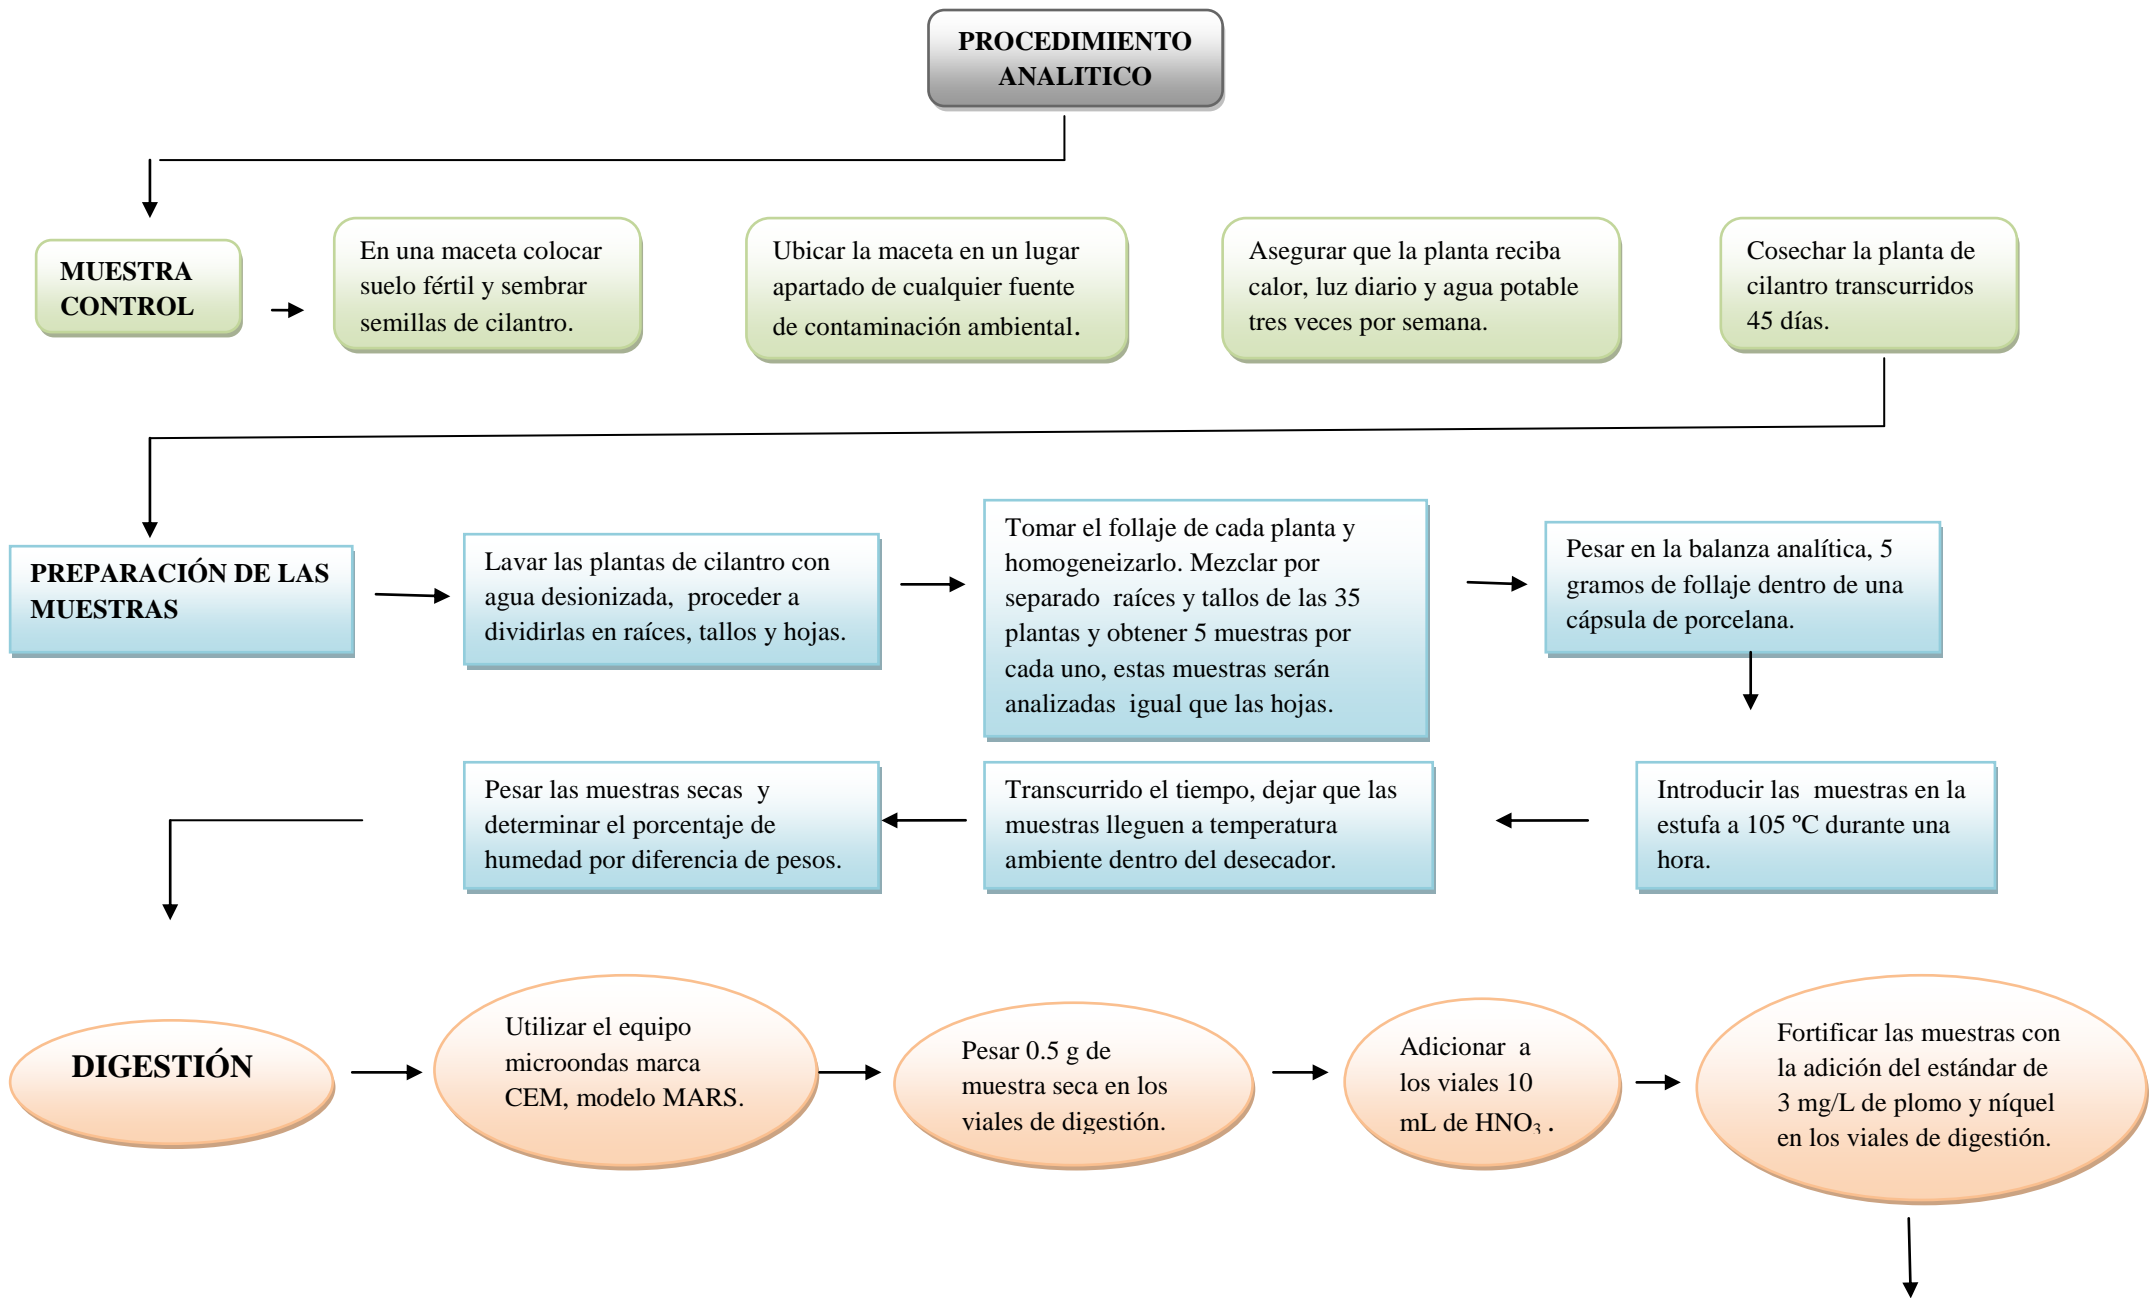 PROCEDIMIENTO
ANALITICO
MUESTRA
CONTROL
En una maceta colocar
suelo fértil y sembrar
semillas de cilantro.
Ubicar la maceta en un lugar
apartado de cualquier fuente
de contaminación ambiental.
Asegurar que la planta reciba
calor, luz diario y agua potable
tres veces por semana.
Cosechar la planta de
cilantro transcurridos
45 días.
PREPARACIÓN DE LAS
MUESTRAS
Lavar las plantas de cilantro con
agua desionizada, proceder a
dividirlas en raíces, tallos y hojas.
Tomar el follaje de cada planta y
homogeneizarlo. Mezclar por
separado raíces y tallos de las 35
plantas y obtener 5 muestras por
cada uno, estas muestras serán
analizadas igual que las hojas.
Pesar en la balanza analítica, 5
gramos de follaje dentro de una
cápsula de porcelana.
Introducir las muestras en la
estufa a 105 ºC durante una
hora.
Transcurrido el tiempo, dejar que las
muestras lleguen a temperatura
ambiente dentro del desecador.
Pesar las muestras secas y
determinar el porcentaje de
humedad por diferencia de pesos.
DIGESTIÓN
Utilizar el equipo
microondas marca
CEM, modelo MARS.
Pesar 0.5 g de
muestra seca en los
viales de digestión.
Adicionar a
los viales 10
mL de HNO₃ .
Fortificar las muestras con
la adición del estándar de
3 mg/L de plomo y níquel
en los viales de digestión.